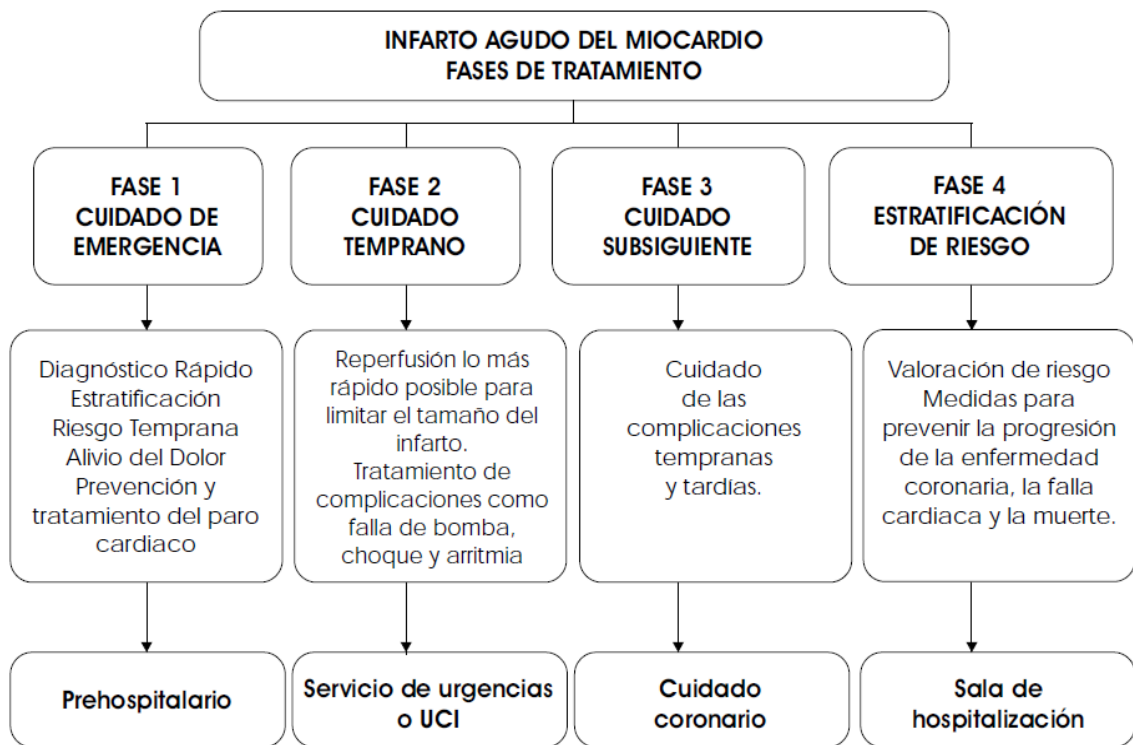 INFARTO AGUDO DEL MIOCARDIO
FASES DE TRATAMIENTO
FASE 1
CUIDADO DE
EMERGENCIA
FASE 2
CUIDADO
TEMPRANO
FASE 3
CUIDADO
SUBSIGUIENTE
FASE 4
ESTRATIFICACIÓN
DE RIESGO
Diagnóstico Rápido
Estratificación
Riesgo Temprana
Alivio del Dolor
Prevención y
tratamiento del paro
cardiaco
Reperfusión lo más
rápido posible para
limitar el tamaño del
infarto.
Tratamiento de
complicaciones como
falla de bomba,
choque y arritmia
Cuidado
de las
complicaciones
tempranas
y tardías.
Valoración de riesgo
Medidas para
prevenir la progresión
de la enfermedad
coronaria, la falla
cardiaca y la muerte.
Prehospitalario
Servicio de urgencias
o UCI
Cuidado
coronario
Sala de
hospitalización